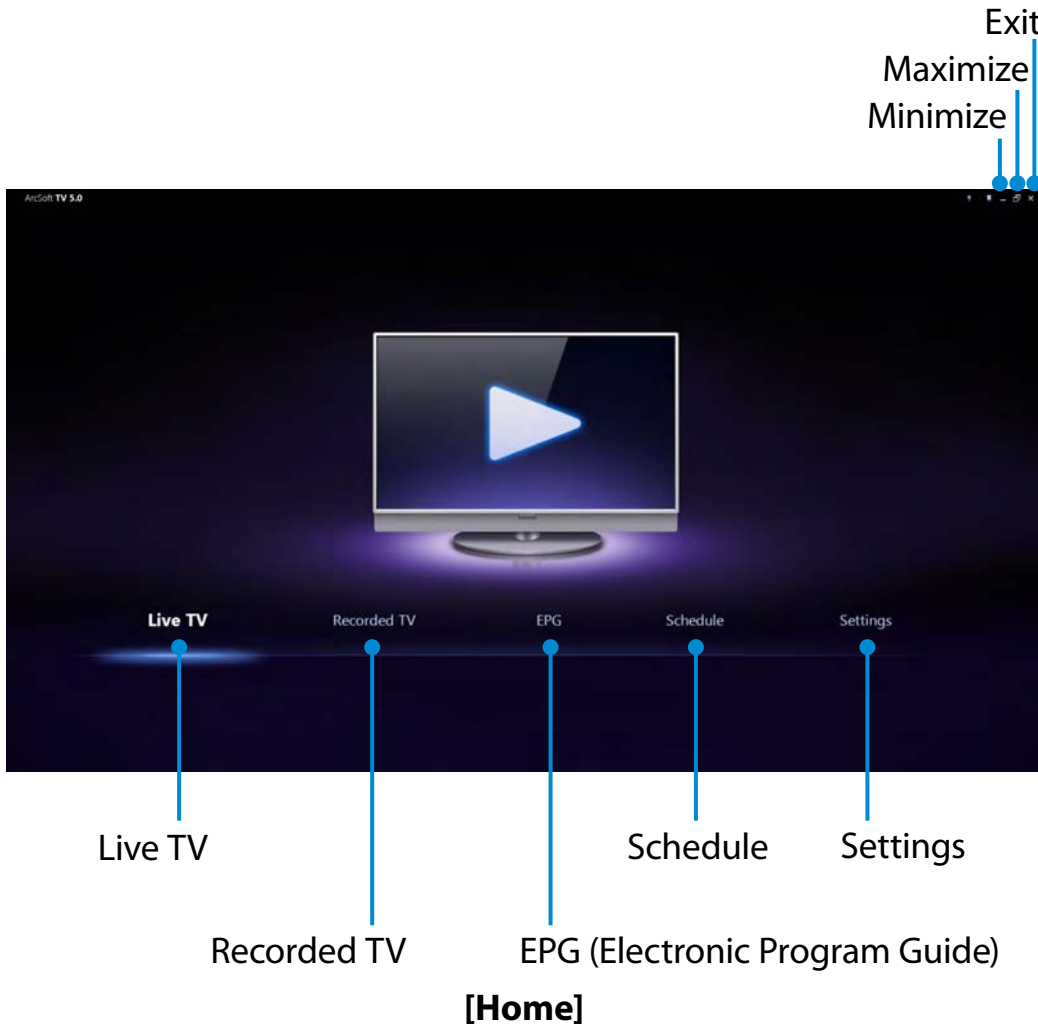 Exit
Maximize
Minimize
ArcSoft TV 5.0
?
Live TV Recorded TV EPG Schedule Settings
Live TV Schedule Settings
Recorded TV EPG (Electronic Program Guide)
[Home]